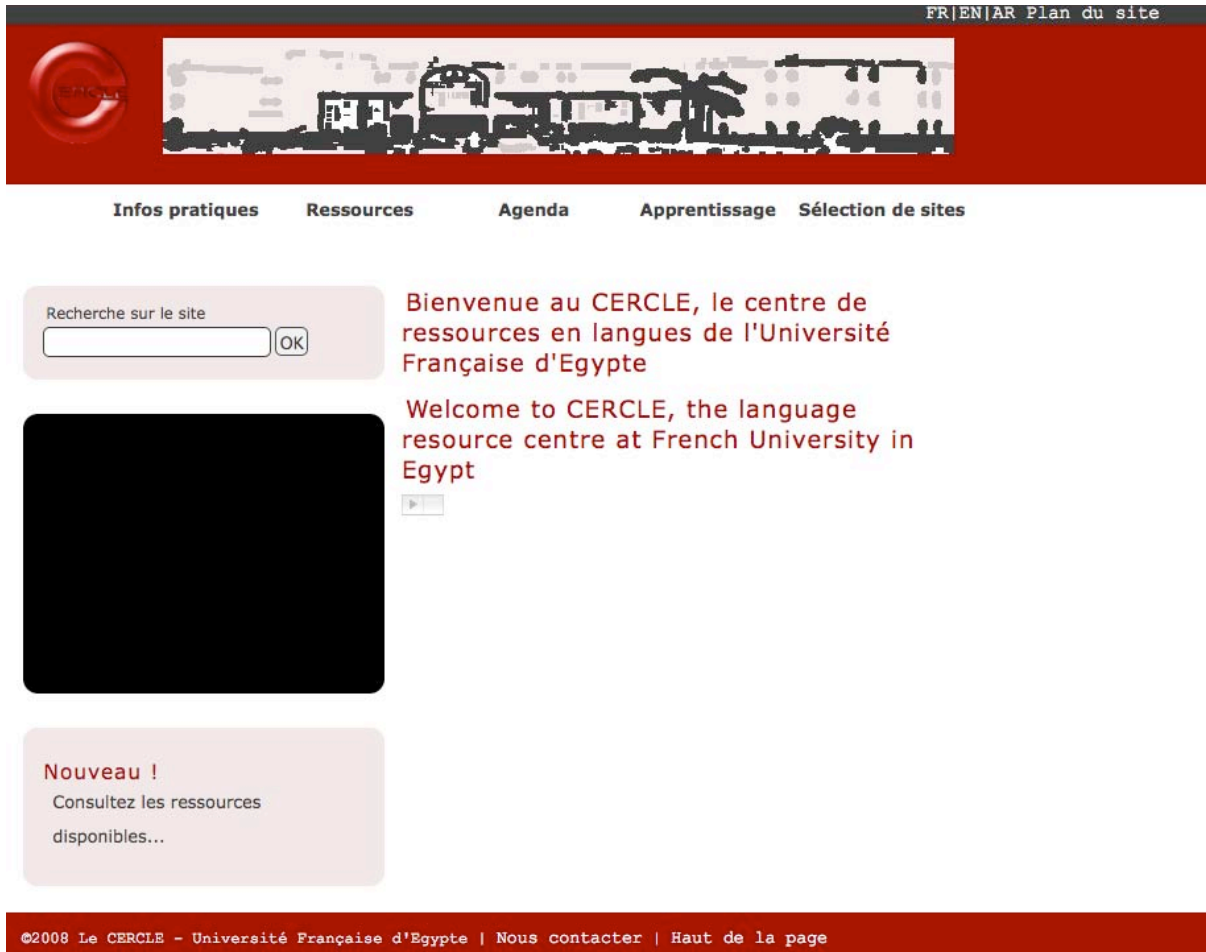 FR|EN|AR Plan du site
CERCLE
Infos pratiques Ressources Agenda Apprentissage Sélection de sites
Recherche sur le site
OK
Bienvenue au CERCLE, le centre de
ressources en langues de l'Université
Française d'Egypte
Welcome to CERCLE, the language
resource centre at French University in
Egypt
Nouveau !
Consultez les ressources
disponibles...
©2008 Le CERCLE - Université Française d'Egypte | Nous contacter | Haut de la page